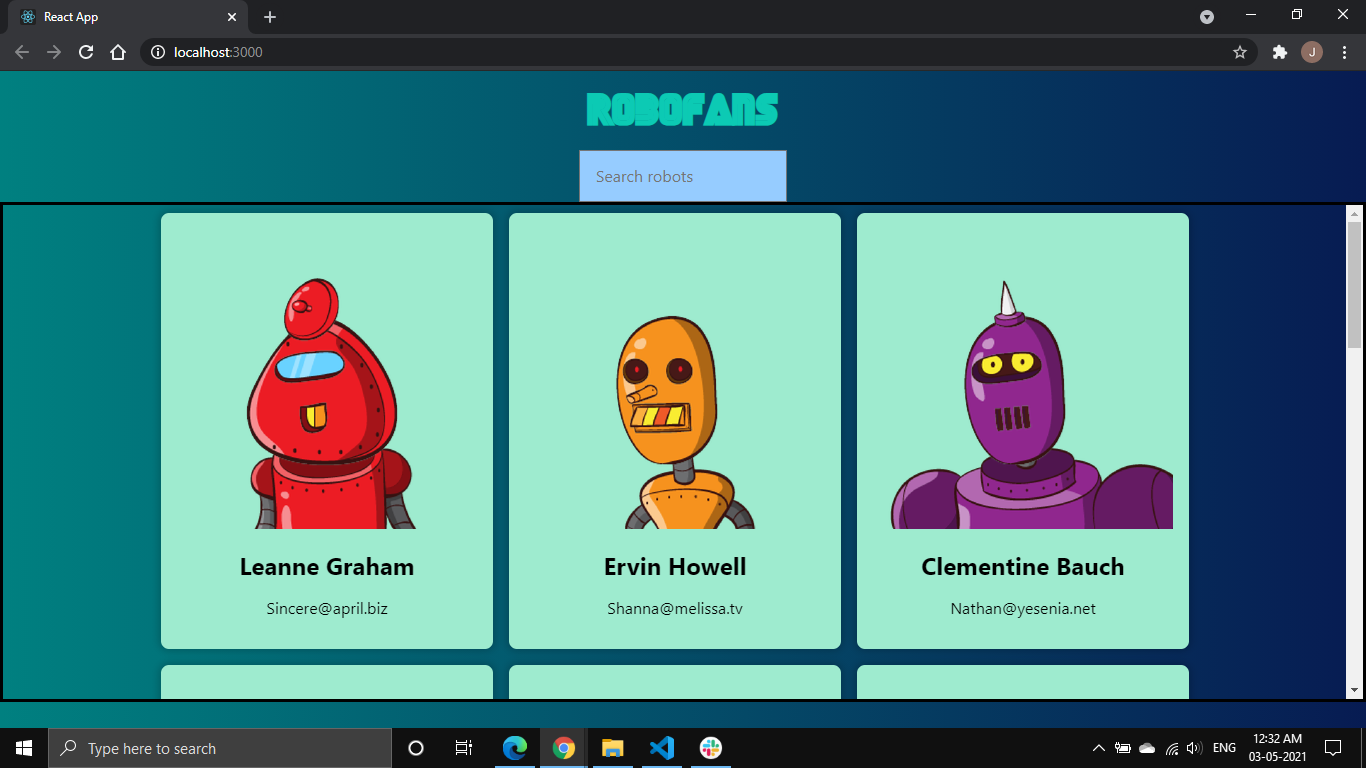 React App
localhost:3000
J
ROBOFANS
Search robots
Leanne Graham
Sincere@april.biz
Ervin Howell
Shanna@melissa.tv
Clementine Bauch
Nathan@yesenia.net
Type here to search
ENG
12:32 AM
03-05-2021